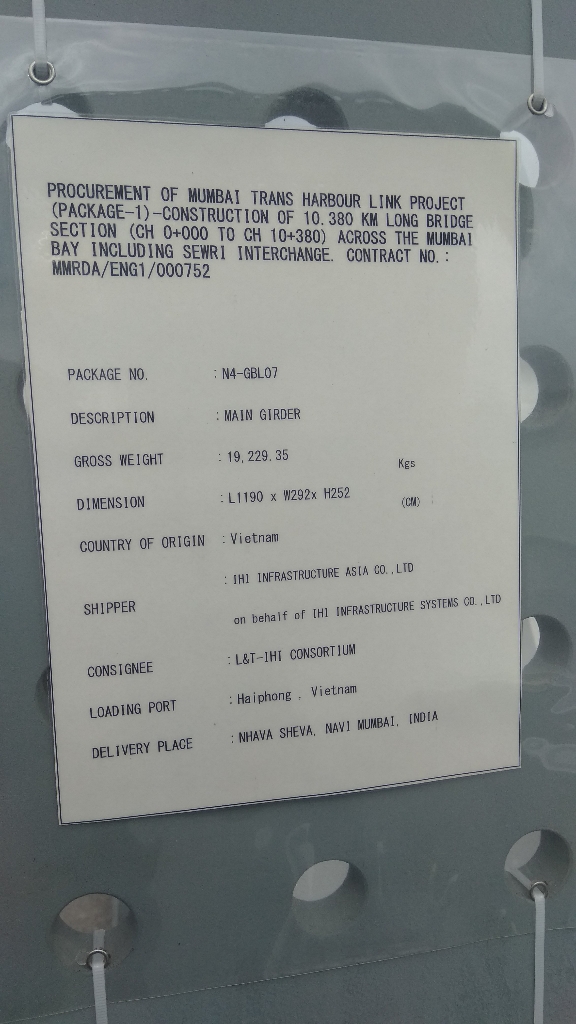 PROCUREMENT OF MUMBAI TRANS HARBOUR LINK PROJECT
(PACKAGE-1)-CONSTRUCTION OF 10.380 KM LONG BRIDGE
SECTION (CH 0+000 TO CH 10+380) ACROSS THE MUMBAI
BAY INCLUDING SEWRI INTERCHANGE. CONTRACT NO.:
MMRDA/ENG1/000752
PACKAGE NO. : N4-GBL07
DESCRIPTION : MAIN GIRDER
GROSS WEIGHT : 19,229.35 Kgs
DIMENSION : L1190 x W292x H252 (CM) :
COUNTRY OF ORIGIN : Vietnam
SHIPPER : IHI INFRASTRUCTURE ASIA CO.,LTD
on behalf of IHI INFRASTRUCTURE SYSTEMS CO.,LTD
CONSIGNEE : L&T-IHI CONSORTIUM
LOADING PORT : Haiphong , Vietnam
DELIVERY PLACE : NHAVA SHEVA, NAVI MUMBAI, INDIA